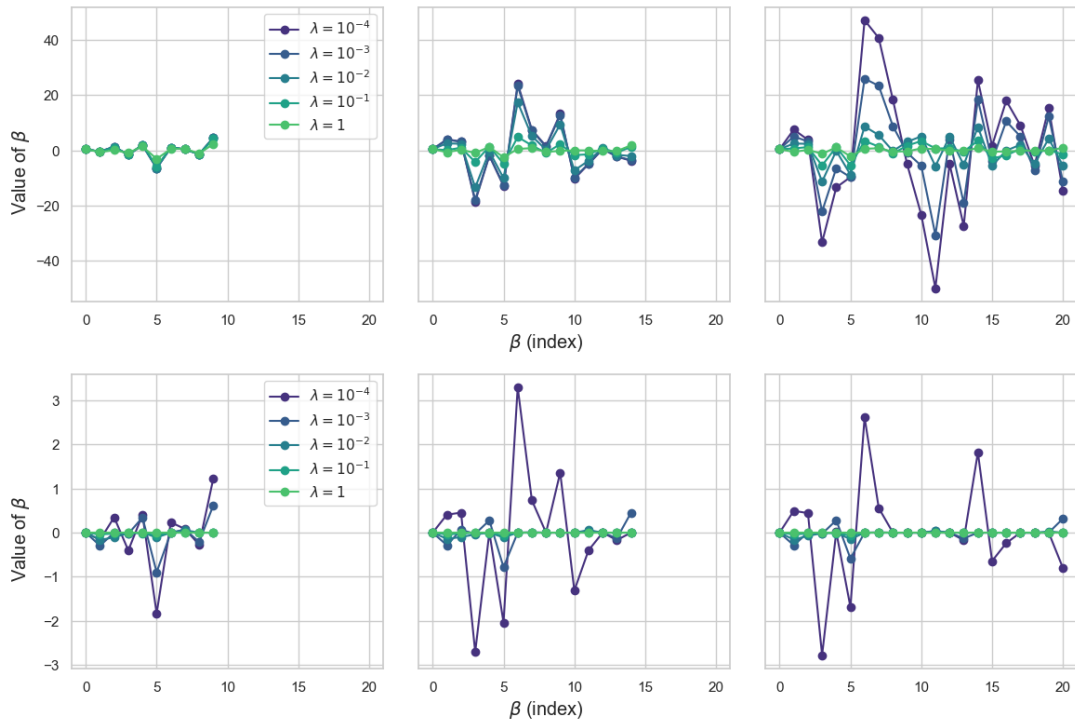 40
20
0
−20
−40
Value of β
λ = 10⁻⁴
λ = 10⁻³
λ = 10⁻²
λ = 10⁻¹
λ = 1
0 5 10 15 20
0 5 10 15 20
0 5 10 15 20
β (index)
3
2
1
0
−1
−2
−3
Value of β
λ = 10⁻⁴
λ = 10⁻³
λ = 10⁻²
λ = 10⁻¹
λ = 1
0 5 10 15 20
0 5 10 15 20
0 5 10 15 20
β (index)